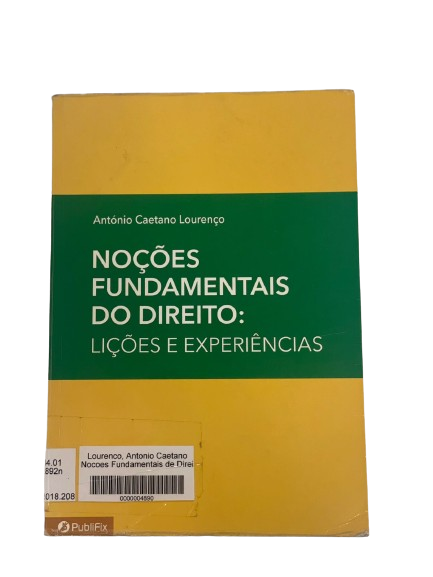 António Caetano Lourenço
NOÇÕES
FUNDAMENTAIS
DO DIREITO:
LIÇÕES E EXPERIÊNCIAS
4.01
892n
018.208
Lourenco, Antonio Caetano
Nocoes Fundamentais de Direi
0000004890
PubliFix